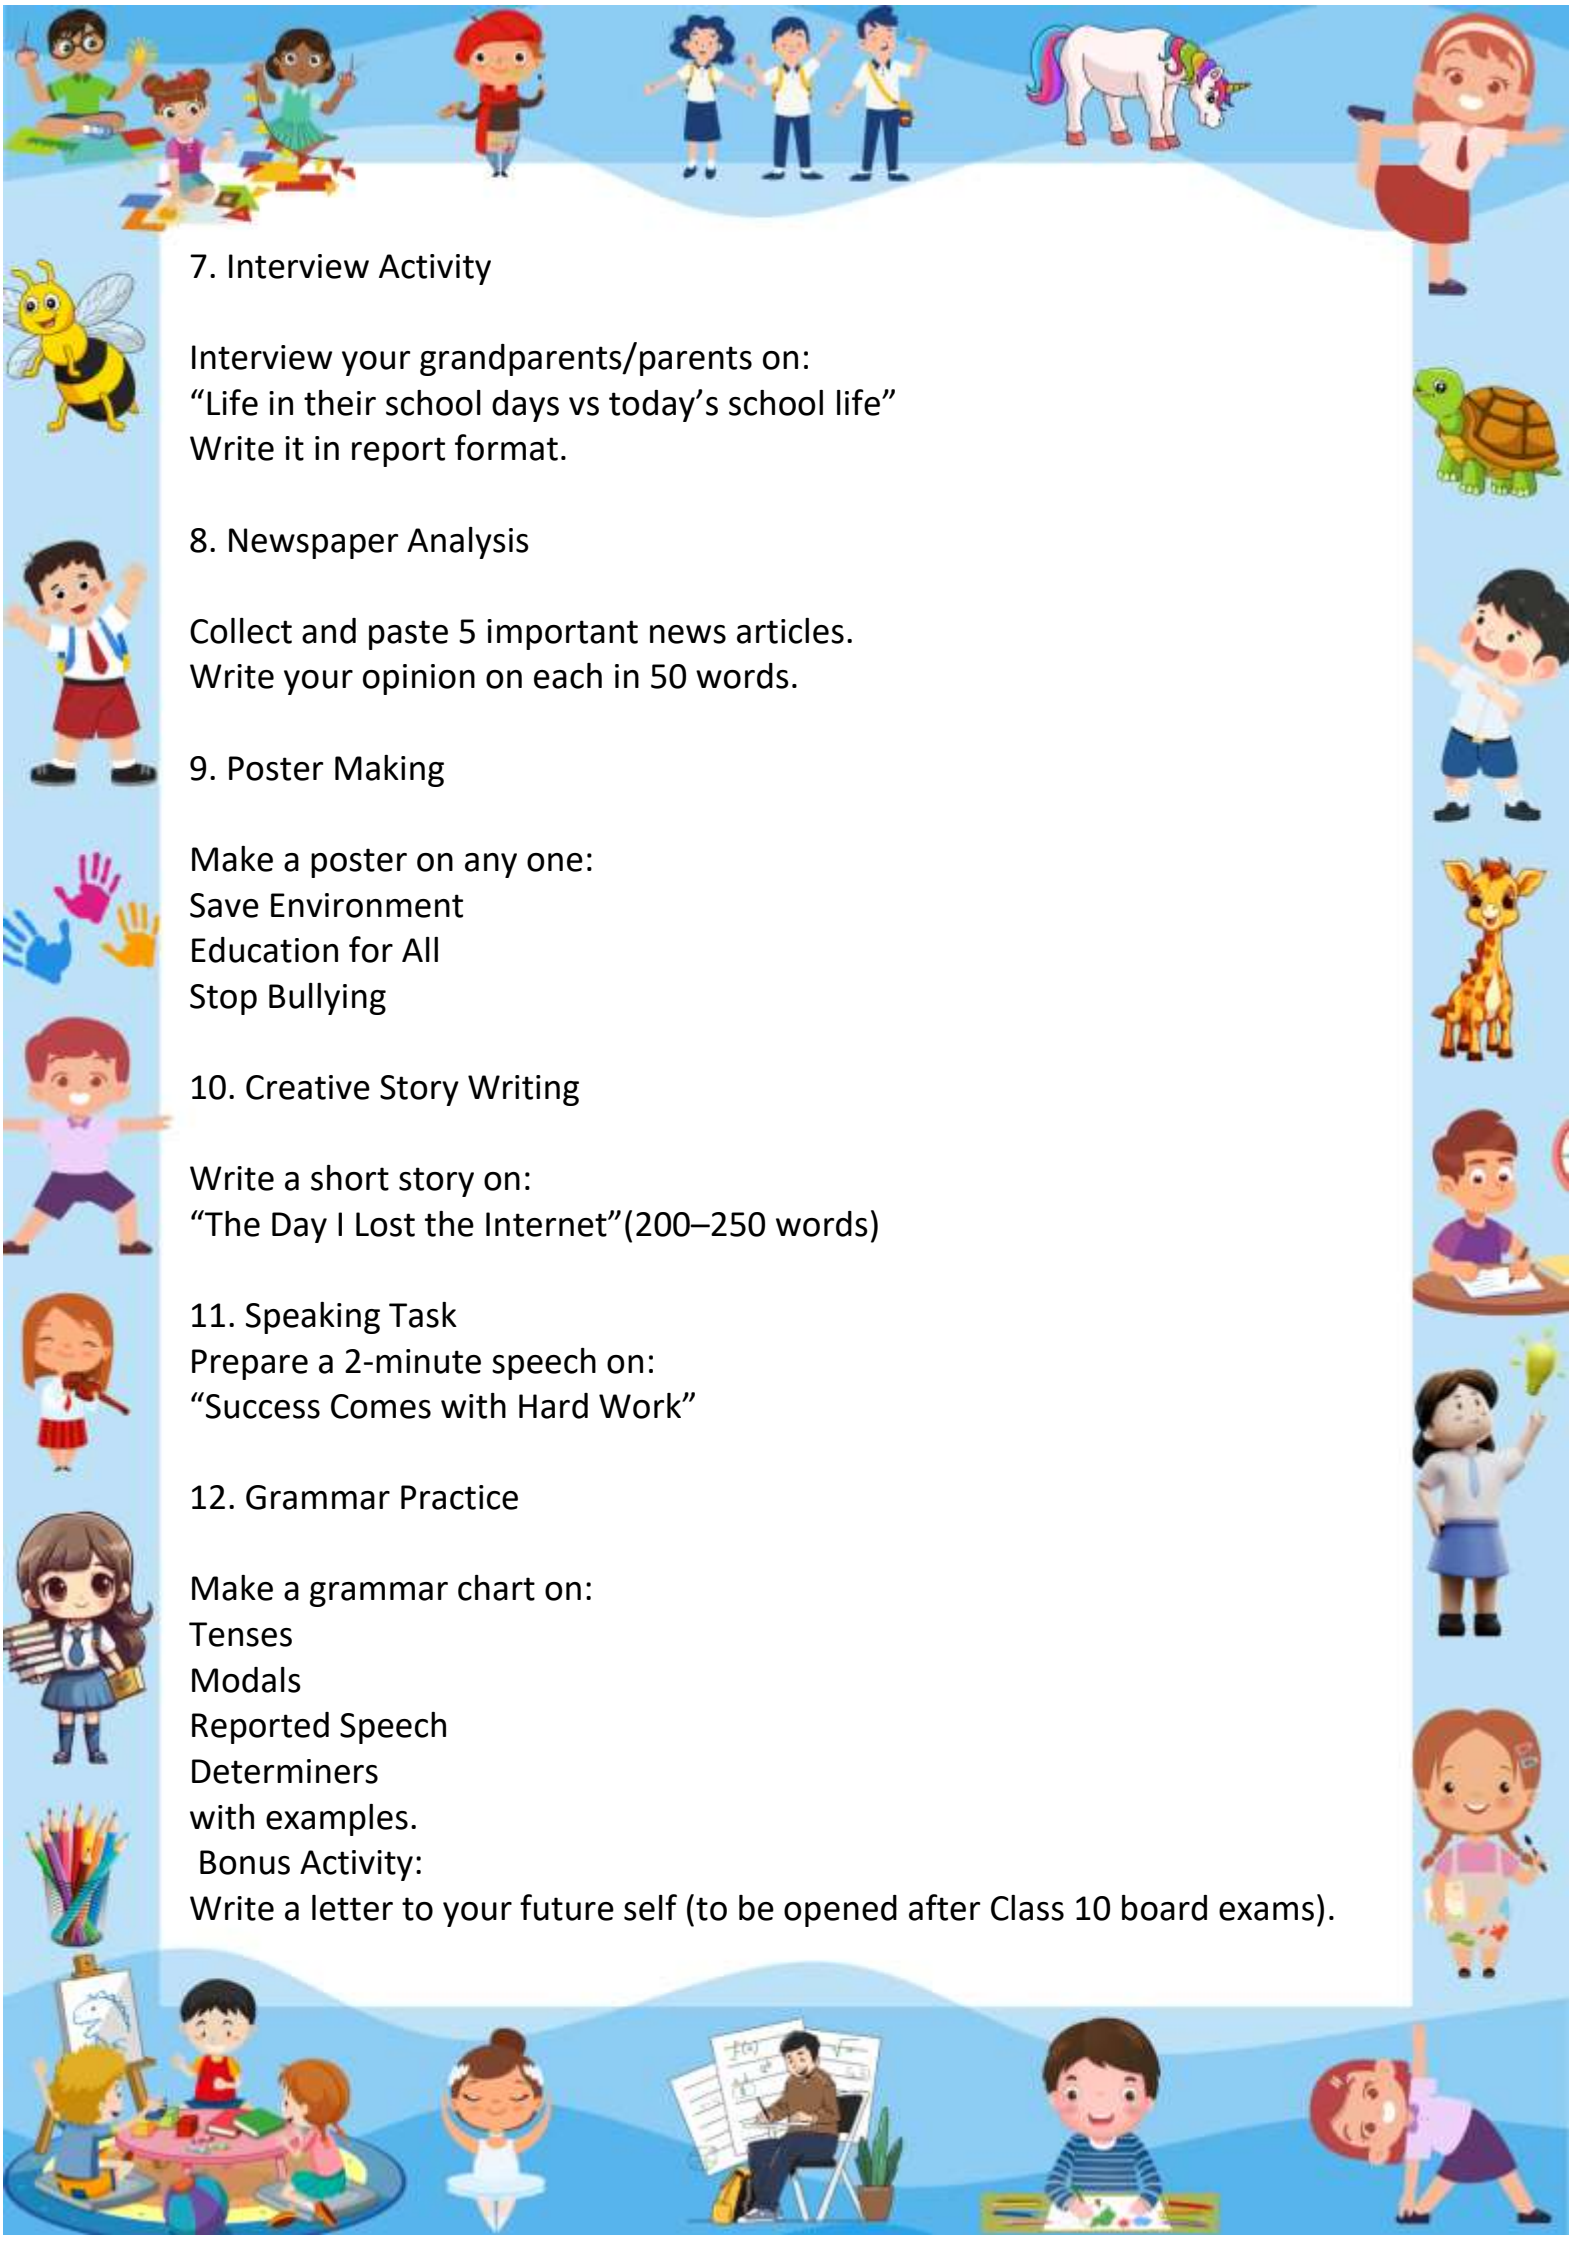 7. Interview Activity
Interview your grandparents/parents on:
“Life in their school days vs today’s school life”
Write it in report format.
8. Newspaper Analysis
Collect and paste 5 important news articles.
Write your opinion on each in 50 words.
9. Poster Making
Make a poster on any one:
Save Environment
Education for All
Stop Bullying
10. Creative Story Writing
Write a short story on:
“The Day I Lost the Internet”(200–250 words)
11. Speaking Task
Prepare a 2-minute speech on:
“Success Comes with Hard Work”
12. Grammar Practice
Make a grammar chart on:
Tenses
Modals
Reported Speech
Determiners
with examples.
Bonus Activity:
Write a letter to your future self (to be opened after Class 10 board exams).